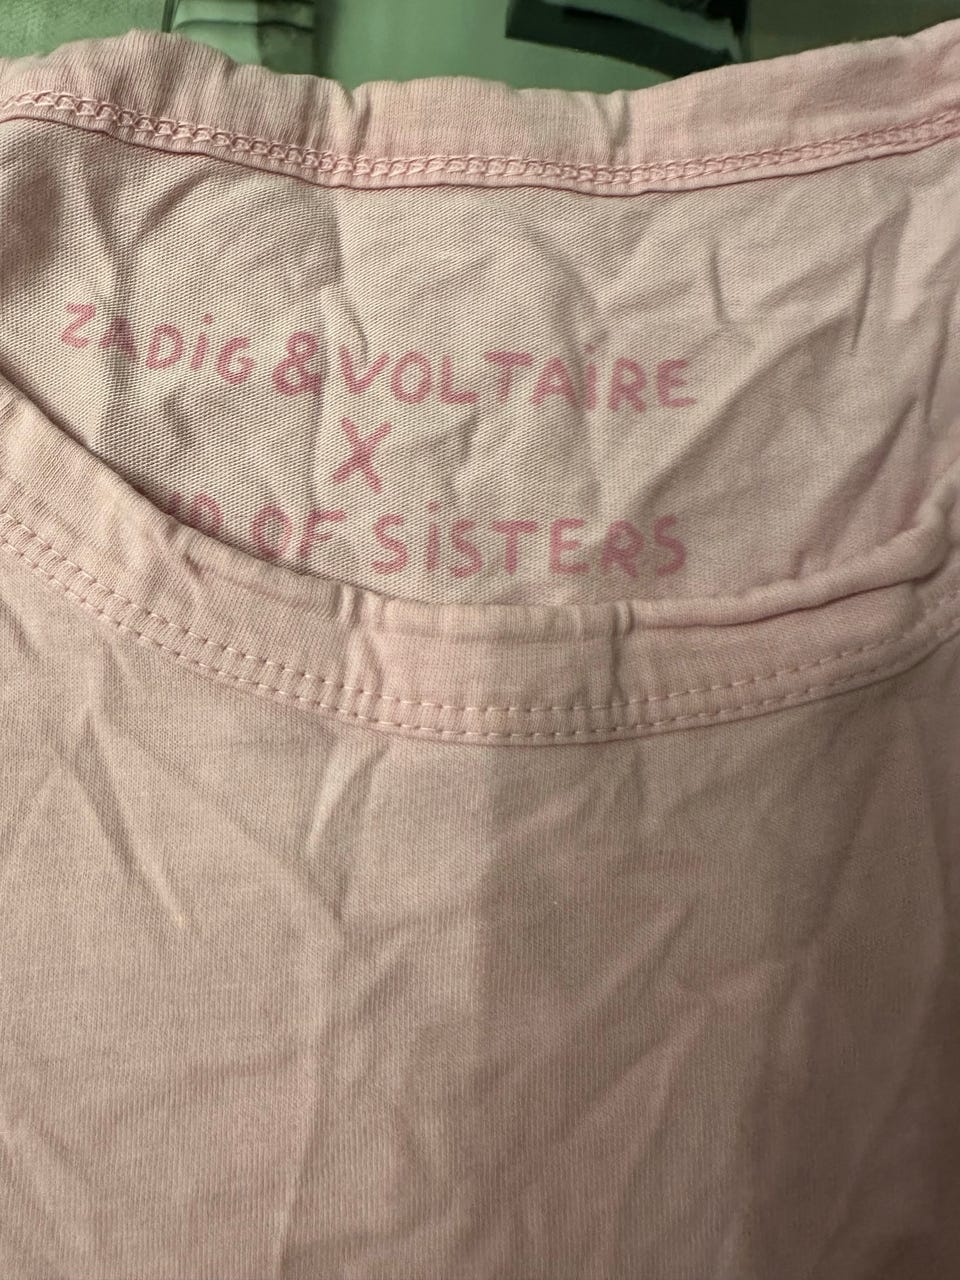 ZADiG & VOLTAiRE
X
OF SiSTERS